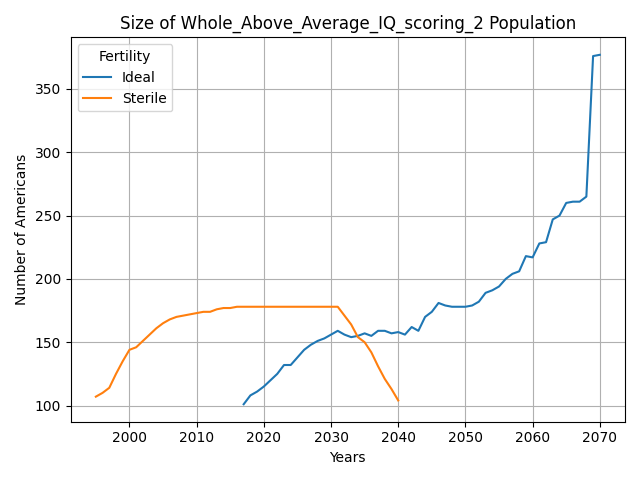 Size of Whole_Above_Average_IQ_scoring_2 Population
Fertility
Ideal
Sterile
Number of Americans
350
300
250
200
150
100
2000 2010 2020 2030 2040 2050 2060 2070
Years